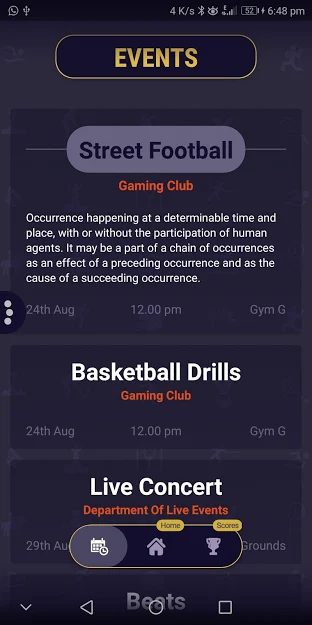 4 K/s 52 6:48 pm
EVENTS
Street Football
Gaming Club
Occurrence happening at a determinable time and
place, with or without the participation of human
agents. It may be a part of a chain of occurrences
as an effect of a preceding occurrence and as the
cause of a succeeding occurrence.
24th Aug 12.00 pm Gym G
Basketball Drills
Gaming Club
24th Aug 12.00 pm Gym G
Live Concert
Department Of Live Events
Home Scores
29th Grounds
Beats